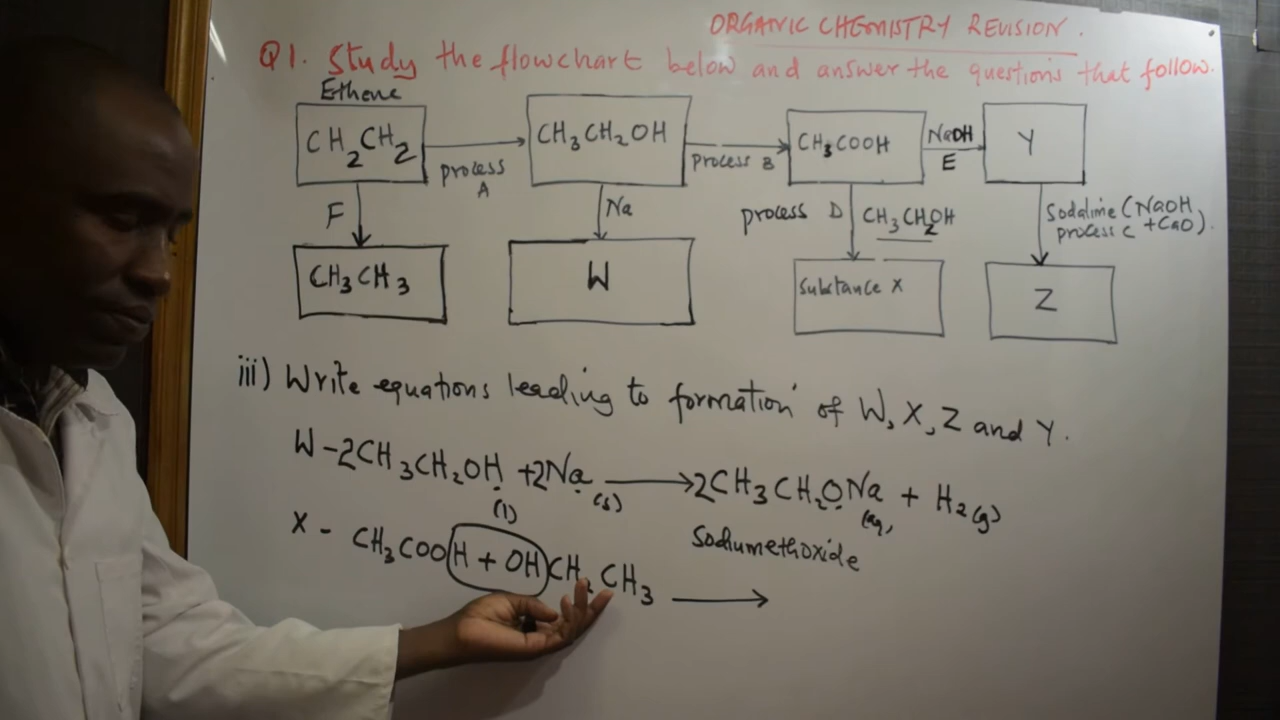 ORGANIC CHEMISTRY REVISION.
Q1. Study the flowchart below and answer the questions that follow.
Ethene
CH2CH2
process A
CH3CH2OH
process B
CH3COOH
NaOH
E
Y
F
Na
process D
CH3CH2OH
Sodalime (NaOH
process C + CaO).
CH3CH3
W
Substance X
Z
iii) Write equations leading to formation of W, X, Z and Y.
W - 2CH3CH2OH(l) + 2Na(s) → 2CH3CH2ONa(aq) + H2(g)
Sodiumethoxide
X - CH3COOH + OHCH2CH3 →